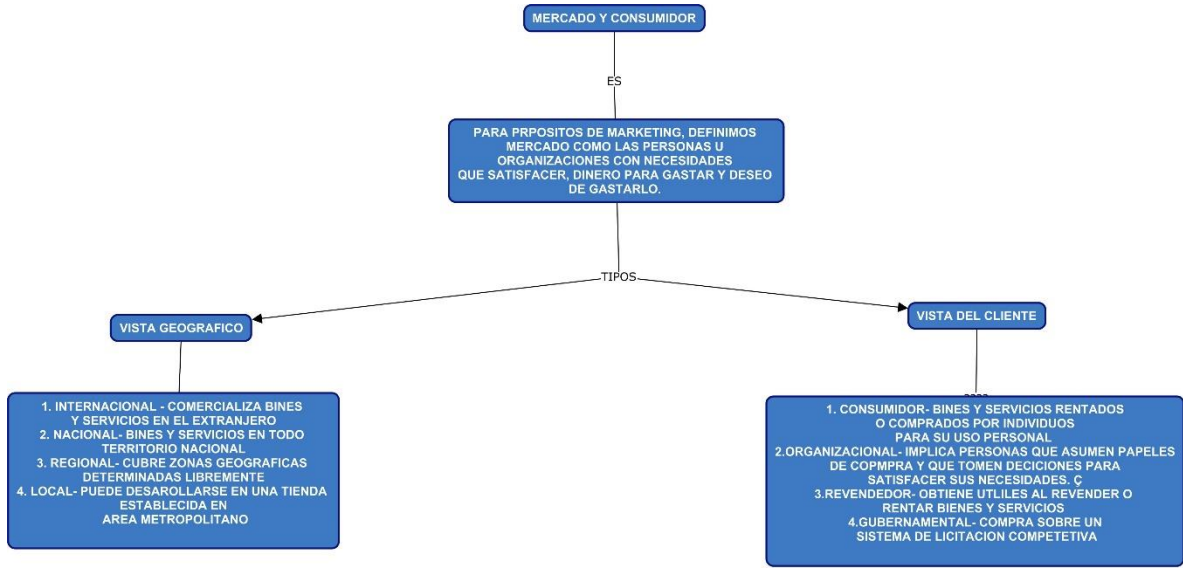 MERCADO Y CONSUMIDOR
ES
PARA PRPOSITOS DE MARKETING, DEFINIMOS
MERCADO COMO LAS PERSONAS U
ORGANIZACIONES CON NECESIDADES
QUE SATISFACER, DINERO PARA GASTAR Y DESEO
DE GASTARLO.
TIPOS
VISTA GEOGRAFICO
VISTA DEL CLIENTE
1. INTERNACIONAL - COMERCIALIZA BINES
Y SERVICIOS EN EL EXTRANJERO
2. NACIONAL- BINES Y SERVICIOS EN TODO
TERRITORIO NACIONAL
3. REGIONAL- CUBRE ZONAS GEOGRAFICAS
DETERMINADAS LIBREMENTE
4. LOCAL- PUEDE DESAROLLARSE EN UNA TIENDA
ESTABLECIDA EN
AREA METROPOLITANO
1. CONSUMIDOR- BINES Y SERVICIOS RENTADOS
O COMPRADOS POR INDIVIDUOS
PARA SU USO PERSONAL
2.ORGANIZACIONAL- IMPLICA PERSONAS QUE ASUMEN PAPELES
DE COPMPRA Y QUE TOMEN DECICIONES PARA
SATISFACER SUS NECESIDADES. Ç
3.REVENDEDOR- OBTIENE UTLILES AL REVENDER O
RENTAR BIENES Y SERVICIOS
4.GUBERNAMENTAL- COMPRA SOBRE UN
SISTEMA DE LICITACION COMPETETIVA